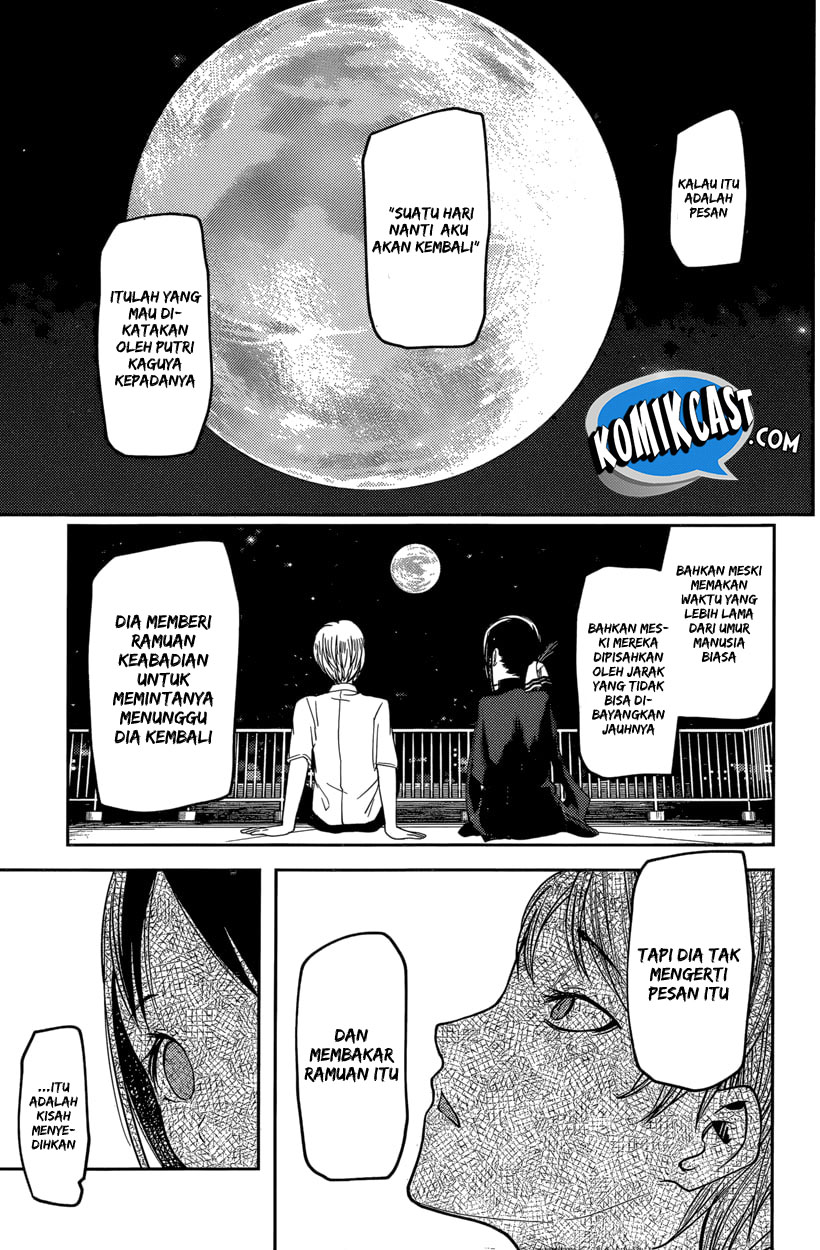 KALAU ITU
ADALAH
PESAN
"SUATU HARI
NANTI AKU
AKAN KEMBALI"
ITULAH YANG
MAU DI-
KATAKAN
OLEH PUTRI
KAGUYA
KEPADANYA
KOMIKCAST.COM
BAHKAN MESKI
MEMAKAN
WAKTU YANG
LEBIH LAMA
DARI UMUR
MANUSIA
BIASA
BAHKAN MES-
KI MEREKA
DIPISAHKAN
OLEH JARAK
YANG TIDAK
BISA DI-
BAYANGKAN
JAUHNYA
DIA MEMBERI
RAMUAN
KEABADIAN
UNTUK
MEMINTANYA
MENUNGGU
DIA KEMBALI
TAPI DIA TAK
MENGERTI
PESAN ITU
DAN
MEMBAKAR
RAMUAN ITU
...ITU
ADALAH
KISAH
MENYE-
DIHKAN